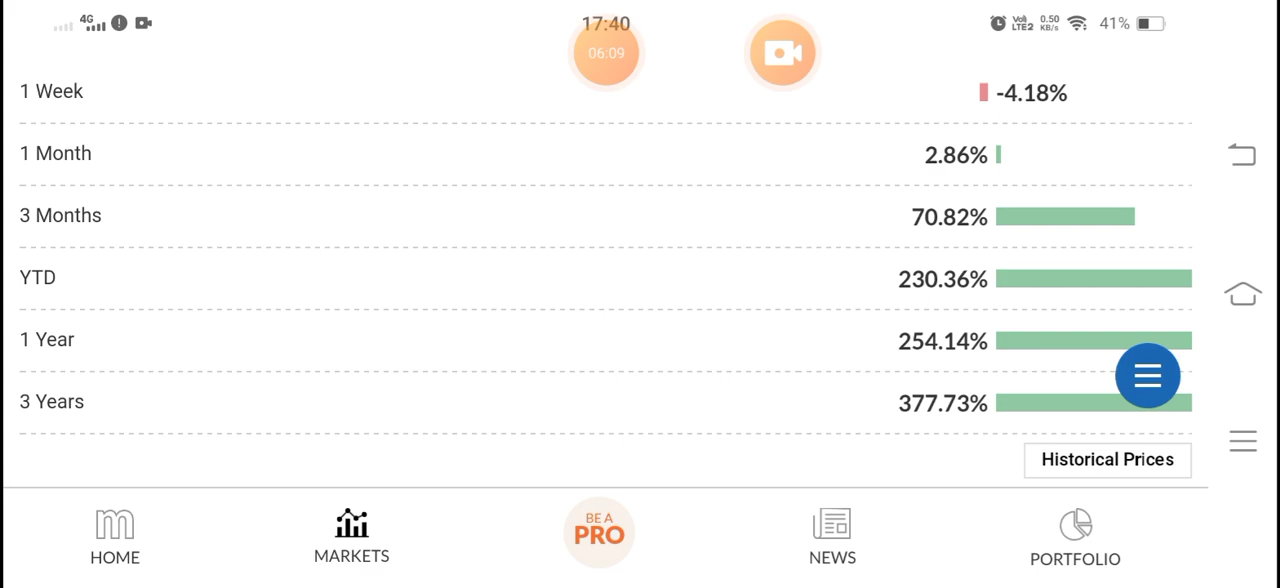 4G
17:40
06:09
VoD LTE2 0.50 KB/s 41%
1 Week -4.18%
1 Month 2.86%
3 Months 70.82%
YTD 230.36%
1 Year 254.14%
3 Years 377.73%
Historical Prices
m
HOME
MARKETS
BE A
PRO
NEWS
PORTFOLIO